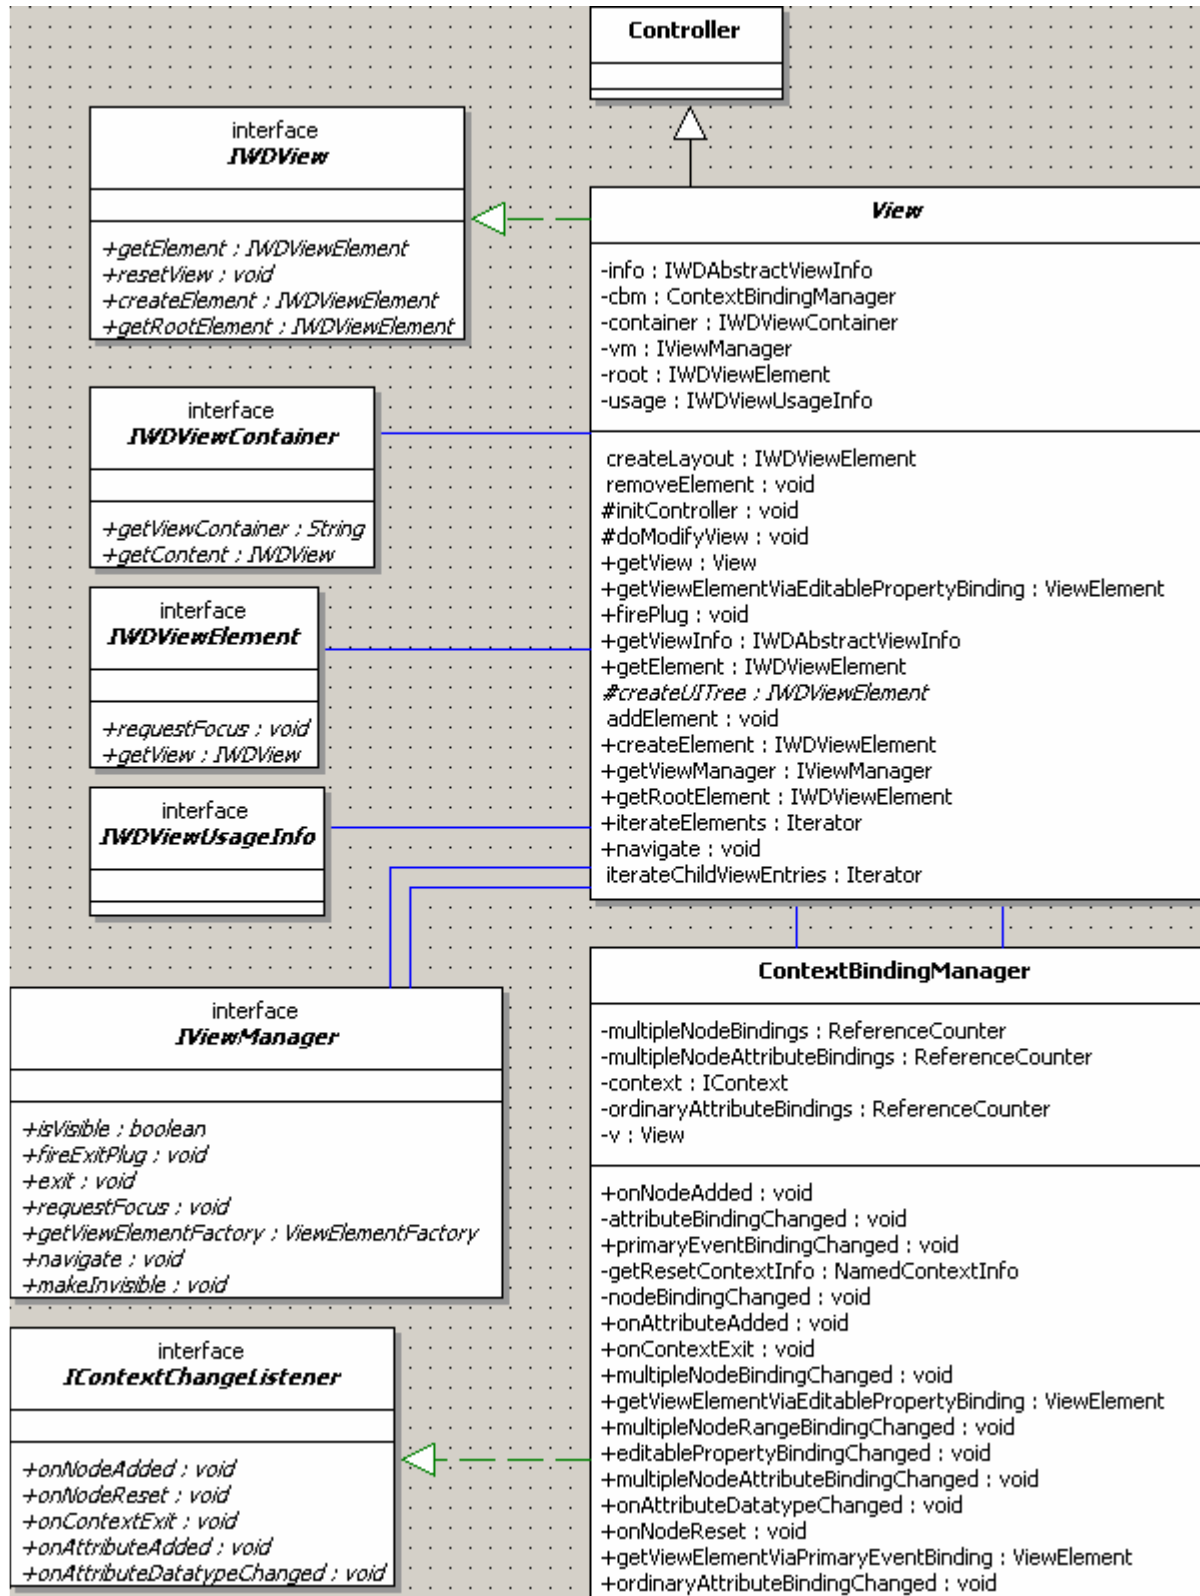 Controller
interface
IWDView
+getElement : IWDViewElement
+resetView : void
+createElement : IWDViewElement
+getRootElement : IWDViewElement
View
-info : IWDAbstractViewInfo
-cbm : ContextBindingManager
-container : IWDViewContainer
-vm : IViewManager
-root : IWDViewElement
-usage : IWDViewUsageInfo
createLayout : IWDViewElement
removeElement : void
#initController : void
#doModifyView : void
+getView : View
+getViewElementViaEditablePropertyBinding : ViewElement
+firePlug : void
+getViewInfo : IWDAbstractViewInfo
+getElement : IWDViewElement
#createUITree : IWDViewElement
addElement : void
+createElement : IWDViewElement
+getViewManager : IViewManager
+getRootElement : IWDViewElement
+iterateElements : Iterator
+navigate : void
iterateChildViewEntries : Iterator
interface
IWDViewContainer
+getViewContainer : String
+getContent : IWDView
interface
IWDViewElement
+requestFocus : void
+getView : IWDView
interface
IWDViewUsageInfo
interface
IViewManager
+isVisible : boolean
+fireExitPlug : void
+exit : void
+requestFocus : void
+getViewElementFactory : ViewElementFactory
+navigate : void
+makeInvisible : void
ContextBindingManager
-multipleNodeBindings : ReferenceCounter
-multipleNodeAttributeBindings : ReferenceCounter
-context : IContext
-ordinaryAttributeBindings : ReferenceCounter
-v : View
+onNodeAdded : void
-attributeBindingChanged : void
+primaryEventBindingChanged : void
-getResetContextInfo : NamedContextInfo
-nodeBindingChanged : void
+onAttributeAdded : void
+onContextExit : void
+multipleNodeBindingChanged : void
+getViewElementViaEditablePropertyBinding : ViewElement
+multipleNodeRangeBindingChanged : void
+editablePropertyBindingChanged : void
+multipleNodeAttributeBindingChanged : void
+onAttributeDatatypeChanged : void
+onNodeReset : void
+getViewElementViaPrimaryEventBinding : ViewElement
+ordinaryAttributeBindingChanged : void
interface
IContextChangeListener
+onNodeAdded : void
+onNodeReset : void
+onContextExit : void
+onAttributeAdded : void
+onAttributeDatatypeChanged : void